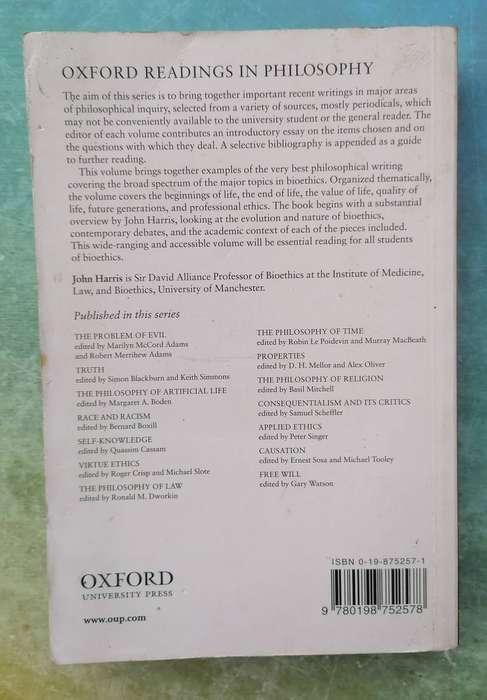 OXFORD READINGS IN PHILOSOPHY
The aim of this series is to bring together important recent writings in major areas
of philosophical inquiry, selected from a variety of sources, mostly periodicals, which
may not be conveniently available to the university student or the general reader. The
editor of each volume contributes an introductory essay on the items chosen and on
the questions with which they deal. A selective bibliography is appended as a guide
to further reading.
This volume brings together examples of the very best philosophical writing
covering the broad spectrum of the major topics in bioethics. Organized thematically,
the volume covers the beginnings of life, the end of life, the value of life, quality of
life, future generations, and professional ethics. The book begins with a substantial
overview by John Harris, looking at the evolution and nature of bioethics,
contemporary debates, and the academic context of each of the pieces included.
This wide-ranging and accessible volume will be essential reading for all students
of bioethics.
John Harris is Sir David Alliance Professor of Bioethics at the Institute of Medicine,
Law, and Bioethics, University of Manchester.
Published in this series
THE PROBLEM OF EVIL
edited by Marilyn McCord Adams
and Robert Merrihew Adams
TRUTH
edited by Simon Blackburn and Keith Simmons
THE PHILOSOPHY OF ARTIFICIAL LIFE
edited by Margaret A. Boden
RACE AND RACISM
edited by Bernard Boxill
SELF-KNOWLEDGE
edited by Quassim Cassam
VIRTUE ETHICS
edited by Roger Crisp and Michael Slote
THE PHILOSOPHY OF LAW
edited by Ronald M. Dworkin
THE PHILOSOPHY OF TIME
edited by Robin Le Poidevin and Murray MacBeath
PROPERTIES
edited by D. H. Mellor and Alex Oliver
THE PHILOSOPHY OF RELIGION
edited by Basil Mitchell
CONSEQUENTIALISM AND ITS CRITICS
edited by Samuel Scheffler
APPLIED ETHICS
edited by Peter Singer
CAUSATION
edited by Ernest Sosa and Michael Tooley
FREE WILL
edited by Gary Watson
OXFORD
UNIVERSITY PRESS
www.oup.com
ISBN 0-19-875257-1
9 780198 752578